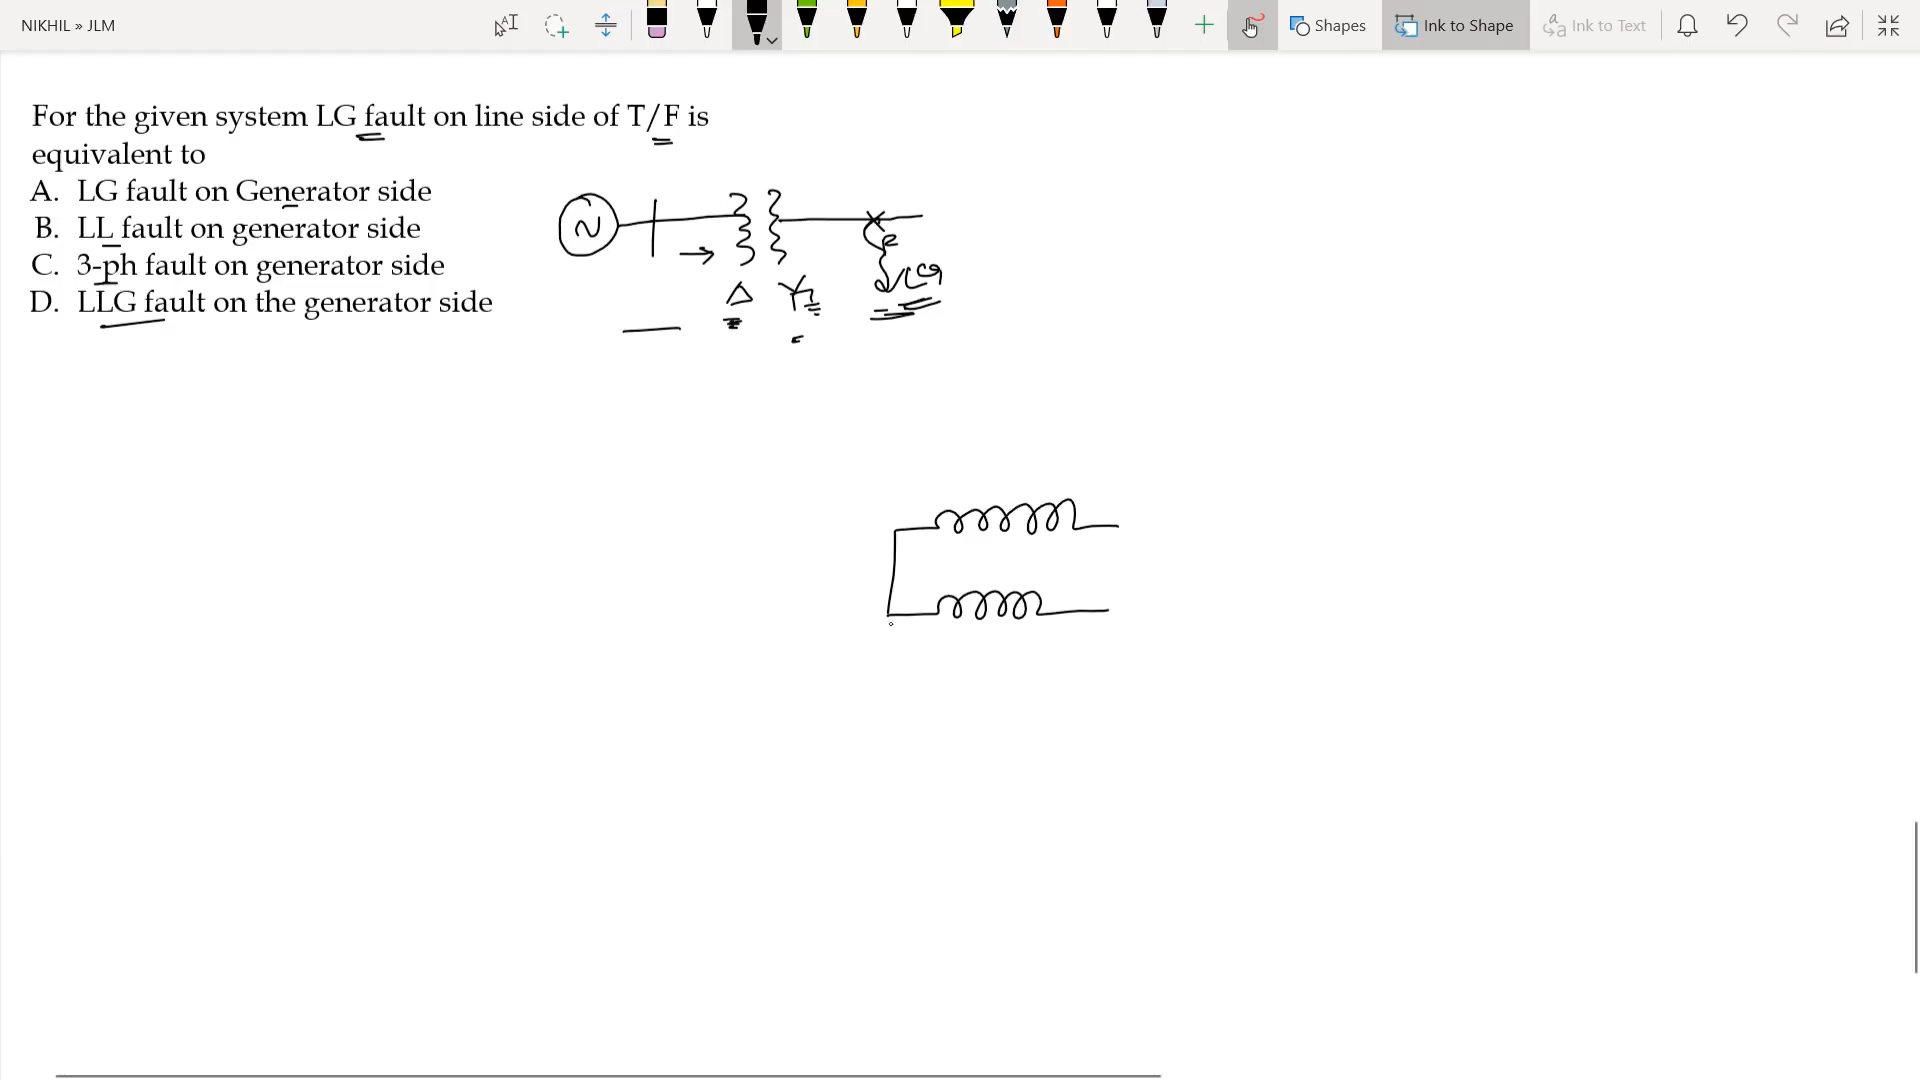 NIKHIL » JLM
Shapes
Ink to Shape
Ink to Text
For the given system LG fault on line side of T/F is
equivalent to
A. LG fault on Generator side
B. LL fault on generator side
C. 3-ph fault on generator side
D. LLG fault on the generator side
LG
Δ Y